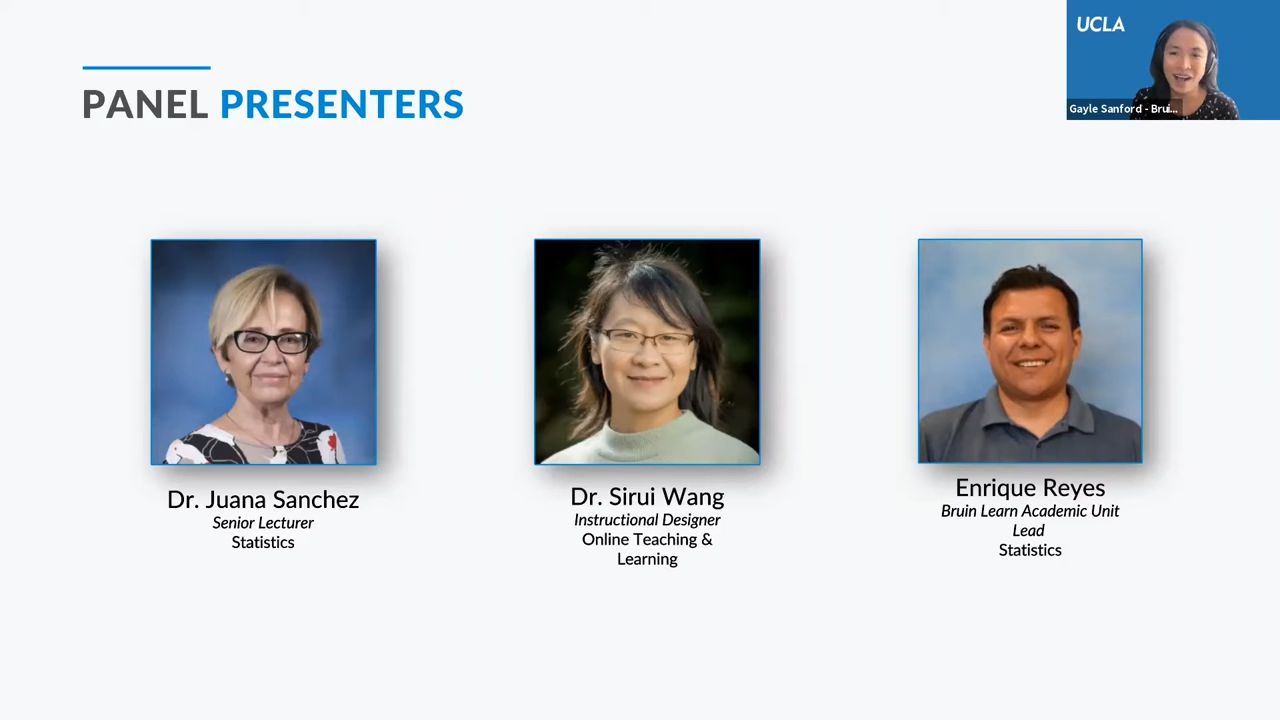 UCLA
Gayle Sanford - Brui...
PANEL PRESENTERS
Dr. Juana Sanchez
Senior Lecturer
Statistics
Dr. Sirui Wang
Instructional Designer
Online Teaching &
Learning
Enrique Reyes
Bruin Learn Academic Unit
Lead
Statistics